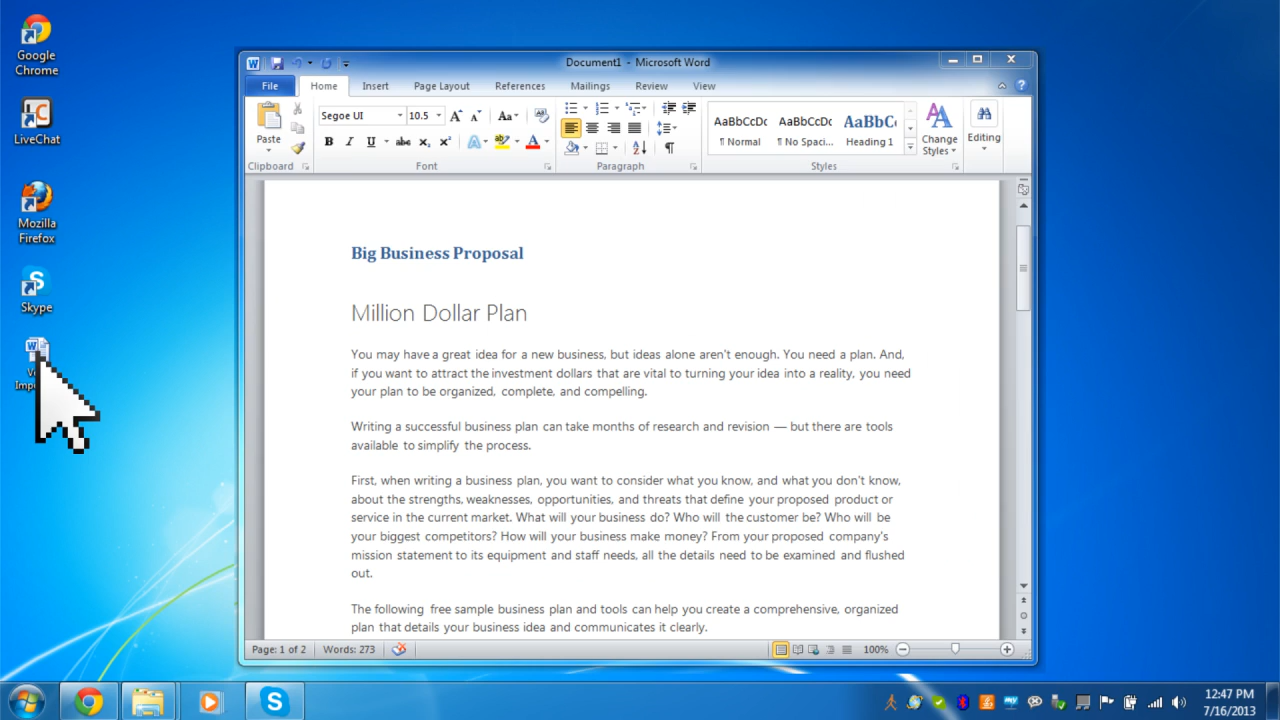 Google
Chrome
LiveChat
Mozilla
Firefox
Skype
Document1 - Microsoft Word
File Home Insert Page Layout References Mailings Review View
Paste
Segoe UI 10.5
AaBbCcDc AaBbCcDc AaBbC
¶ Normal ¶ No Spaci... Heading 1
Change
Styles
Editing
Clipboard Font Paragraph Styles
Big Business Proposal
Million Dollar Plan
You may have a great idea for a new business, but ideas alone aren't enough. You need a plan. And,
if you want to attract the investment dollars that are vital to turning your idea into a reality, you need
your plan to be organized, complete, and compelling.
Writing a successful business plan can take months of research and revision — but there are tools
available to simplify the process.
First, when writing a business plan, you want to consider what you know, and what you don't know,
about the strengths, weaknesses, opportunities, and threats that define your proposed product or
service in the current market. What will your business do? Who will the customer be? Who will be
your biggest competitors? How will your business make money? From your proposed company's
mission statement to its equipment and staff needs, all the details need to be examined and flushed
out.
The following free sample business plan and tools can help you create a comprehensive, organized
plan that details your business idea and communicates it clearly.
Page: 1 of 2 Words: 273 100%
12:47 PM
7/16/2013